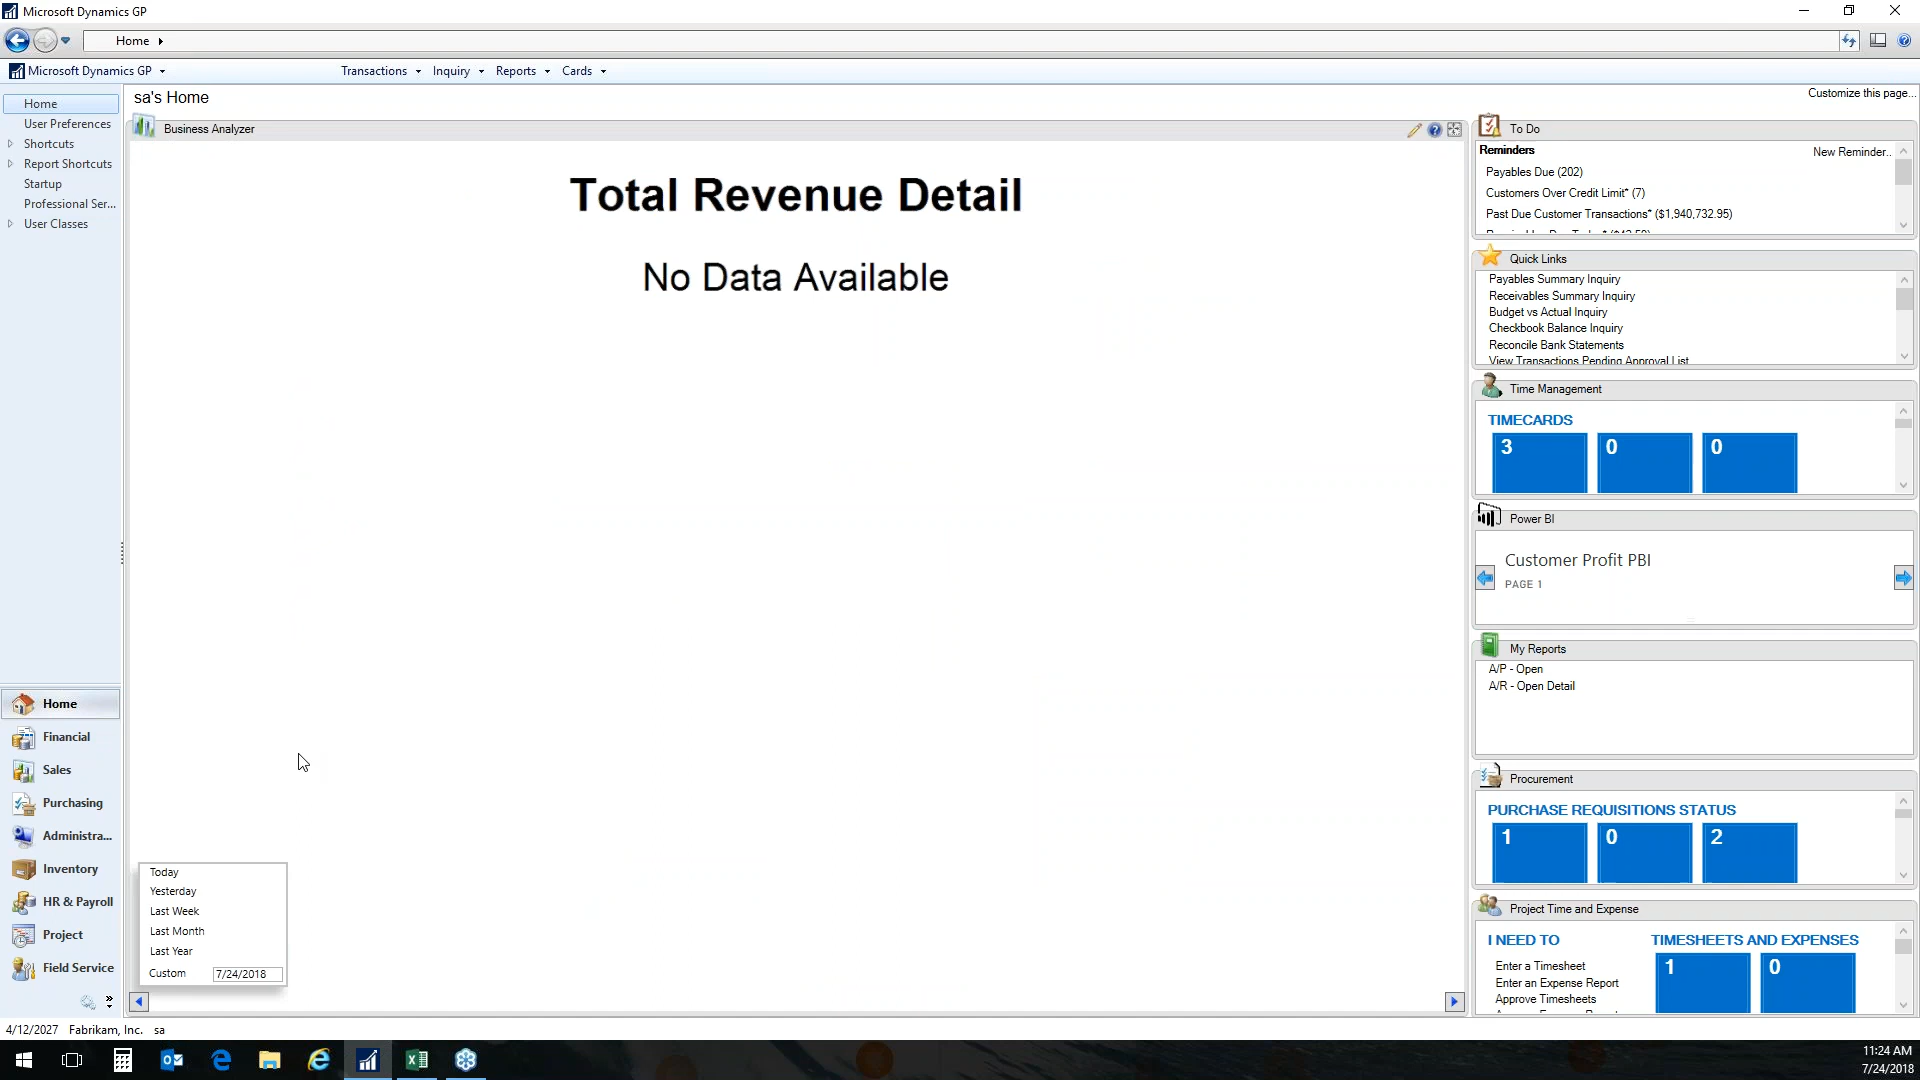 Microsoft Dynamics GP
Home
Microsoft Dynamics GP
Transactions
Inquiry
Reports
Cards
Home
User Preferences
Shortcuts
Report Shortcuts
Startup
Professional Ser...
User Classes
Home
Financial
Sales
Purchasing
Administra...
Inventory
HR & Payroll
Project
Field Service
sa's Home
Customize this page...
Business Analyzer
Total Revenue Detail
No Data Available
Today
Yesterday
Last Week
Last Month
Last Year
Custom 7/24/2018
To Do
Reminders
New Reminder..
Payables Due (202)
Customers Over Credit Limit* (7)
Past Due Customer Transactions* ($1,940,732.95)
Quick Links
Payables Summary Inquiry
Receivables Summary Inquiry
Budget vs Actual Inquiry
Checkbook Balance Inquiry
Reconcile Bank Statements
View Transactions Pending Approval List
Time Management
TIMECARDS
3 0 0
Power BI
Customer Profit PBI
PAGE 1
My Reports
A/P - Open
A/R - Open Detail
Procurement
PURCHASE REQUISITIONS STATUS
1 0 2
Project Time and Expense
I NEED TO
Enter a Timesheet
Enter an Expense Report
Approve Timesheets
TIMESHEETS AND EXPENSES
1 0
4/12/2027 Fabrikam, Inc. sa
11:24 AM
7/24/2018